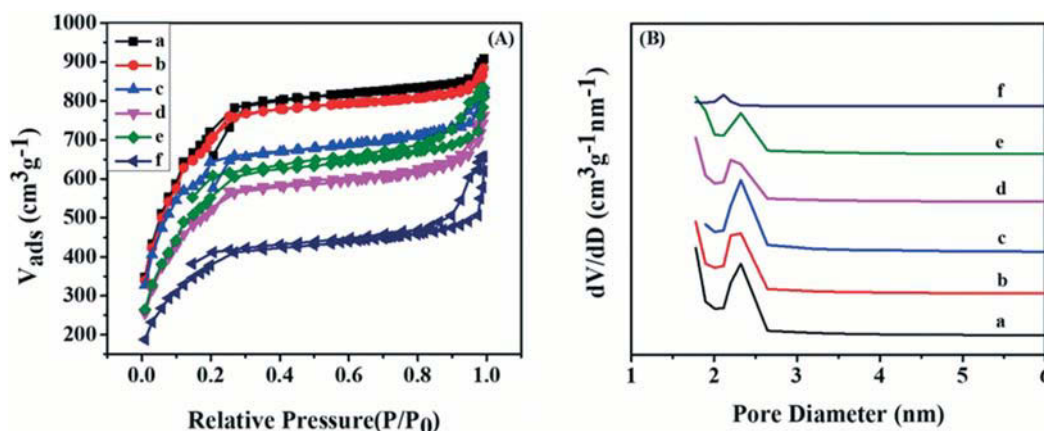 (A)
V_ads (cm³g-1)
1000
900
800
700
600
500
400
300
200
a
b
c
d
e
f
0.0 0.2 0.4 0.6 0.8 1.0
Relative Pressure(P/P₀)
(B)
dV/dD (cm³g⁻¹nm⁻¹)
f
e
d
c
b
a
1 2 3 4 5 6
Pore Diameter (nm)